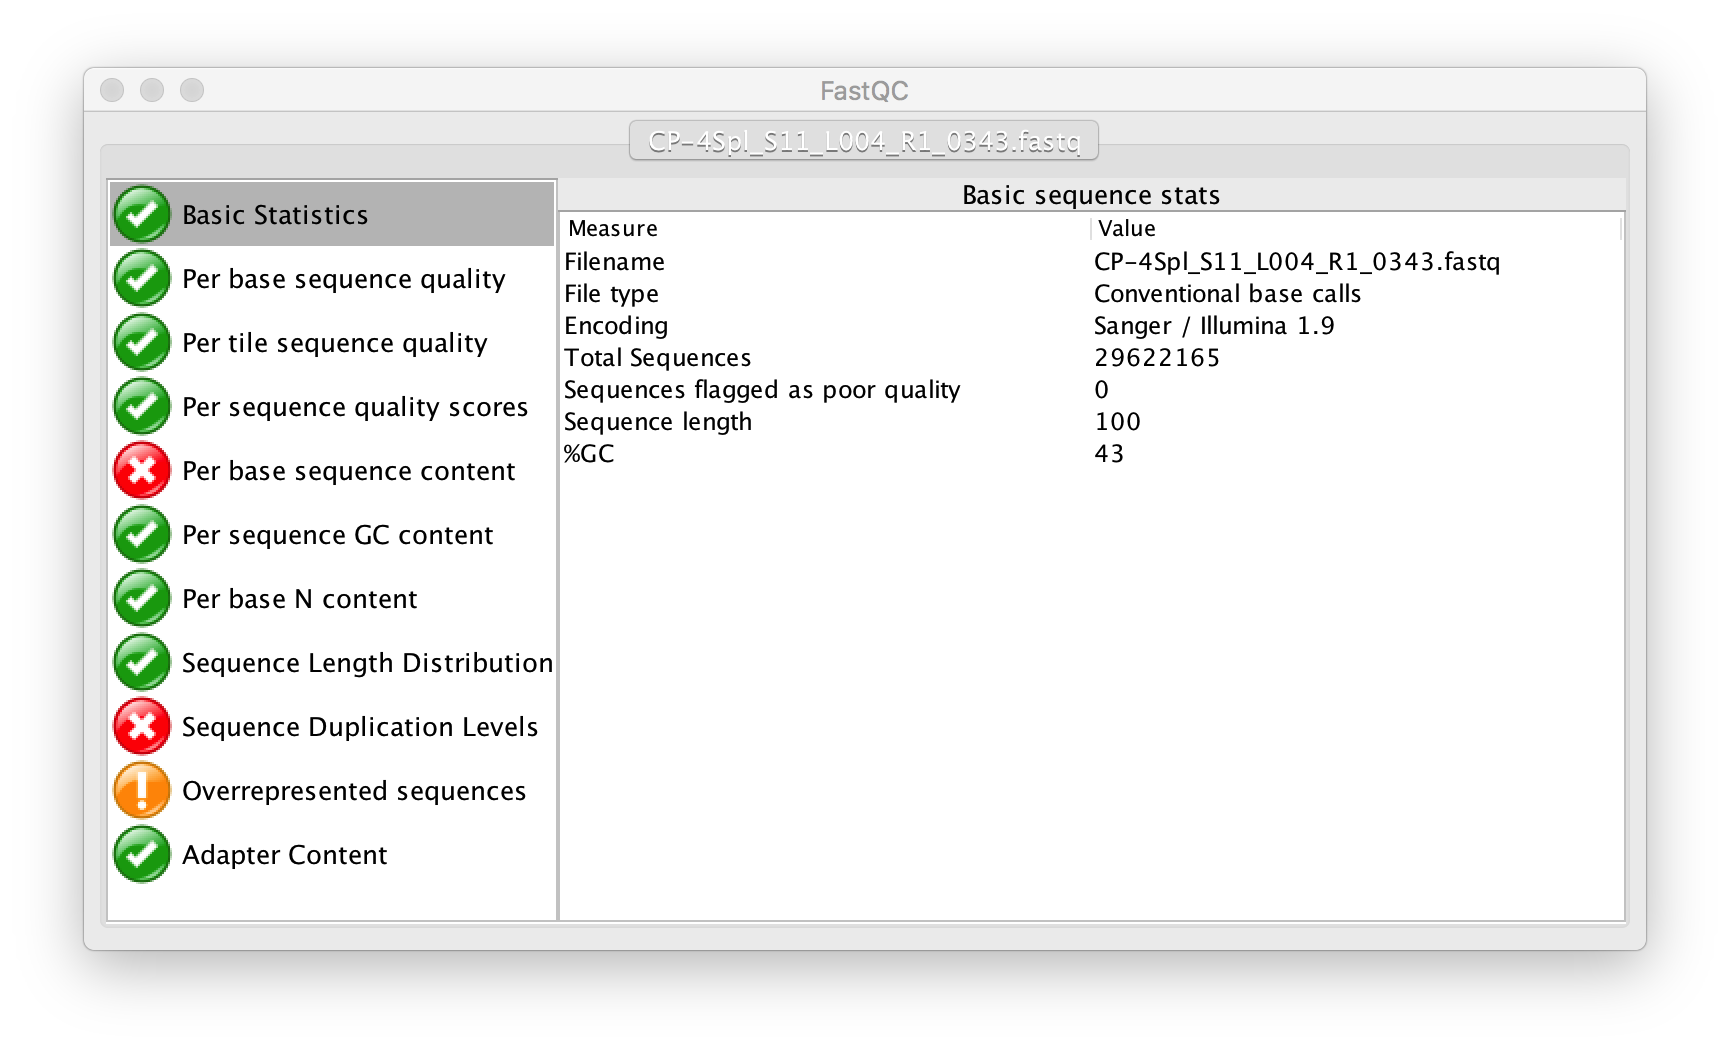 FastQC
CP-4Spl_S11_L004_R1_0343.fastq
Basic Statistics
Per base sequence quality
Per tile sequence quality
Per sequence quality scores
Per base sequence content
Per sequence GC content
Per base N content
Sequence Length Distribution
Sequence Duplication Levels
Overrepresented sequences
Adapter Content
Basic sequence stats
Measure Value
Filename CP-4Spl_S11_L004_R1_0343.fastq
File type Conventional base calls
Encoding Sanger / Illumina 1.9
Total Sequences 29622165
Sequences flagged as poor quality 0
Sequence length 100
%GC 43